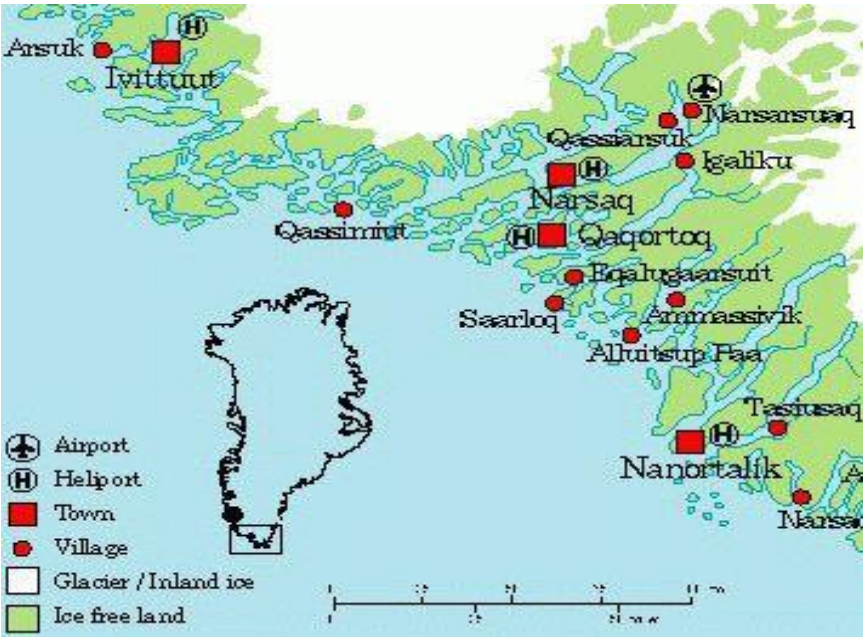 H
Arsuk
Ivittuut
Narsarsuaq
Qassiarsuk
Igaliku
H
Narsaq
Qassimiut
H
Qaqortoq
Eqalugaarsuit
Saarloq
Ammassivik
Alluitsup Paa
Tasiusaq
H
Nanortalik
A
Narsaq
Airport
H Heliport
Town
Village
Glacier / Inland ice
Ice free land